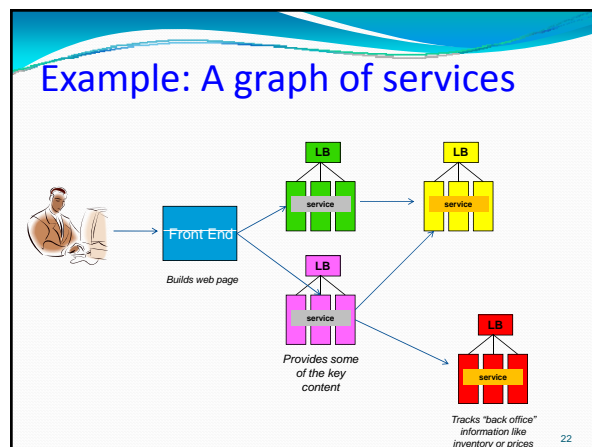 Example: A graph of services
LB
service
LB
service
Front End
Builds web page
LB
service
Provides some
of the key
content
LB
service
Tracks “back office”
information like
inventory or prices
22